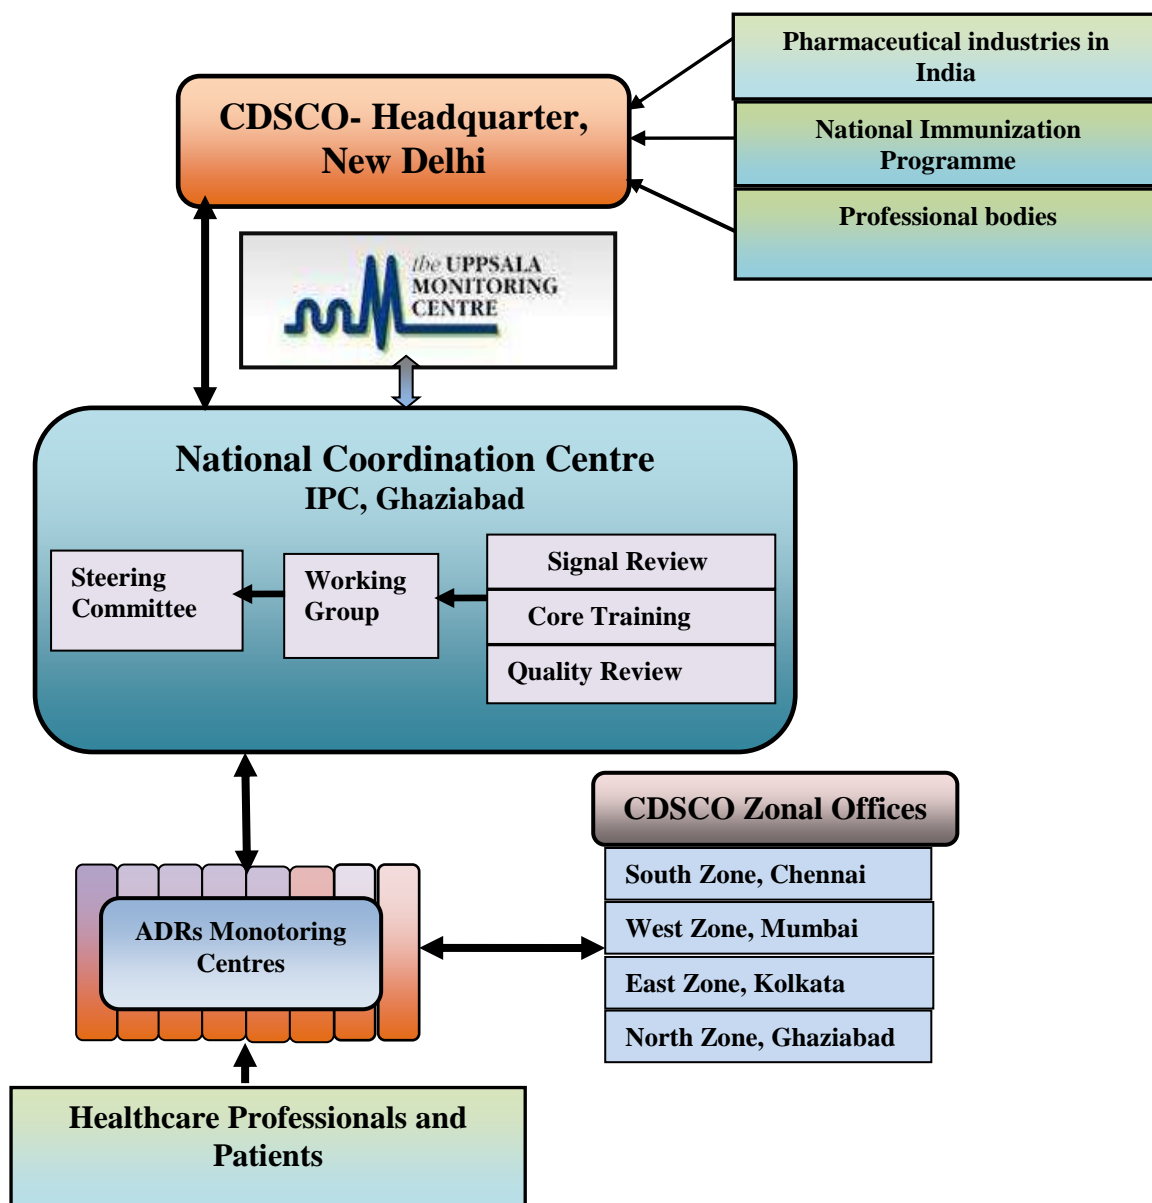 Pharmaceutical industries in
India
CDSCO- Headquarter,
New Delhi
National Immunization
Programme
Professional bodies
the UPPSALA
MONITORING
CENTRE
National Coordination Centre
IPC, Ghaziabad
Steering
Committee
Working
Group
Signal Review
Core Training
Quality Review
CDSCO Zonal Offices
South Zone, Chennai
West Zone, Mumbai
East Zone, Kolkata
North Zone, Ghaziabad
ADRs Monotoring
Centres
Healthcare Professionals and
Patients